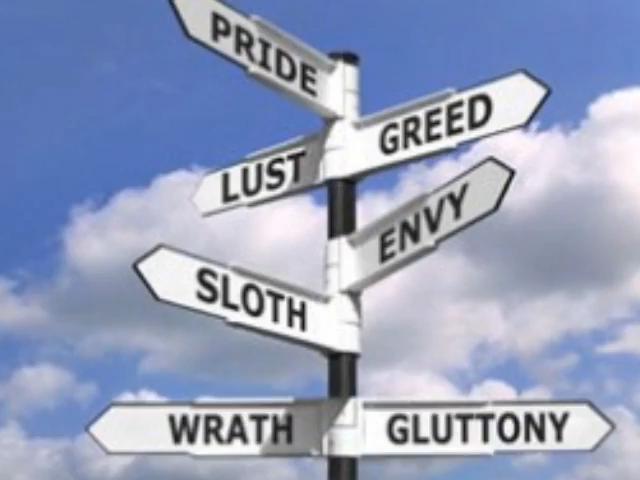 PRIDE
GREED
LUST
ENVY
SLOTH
WRATH
GLUTTONY